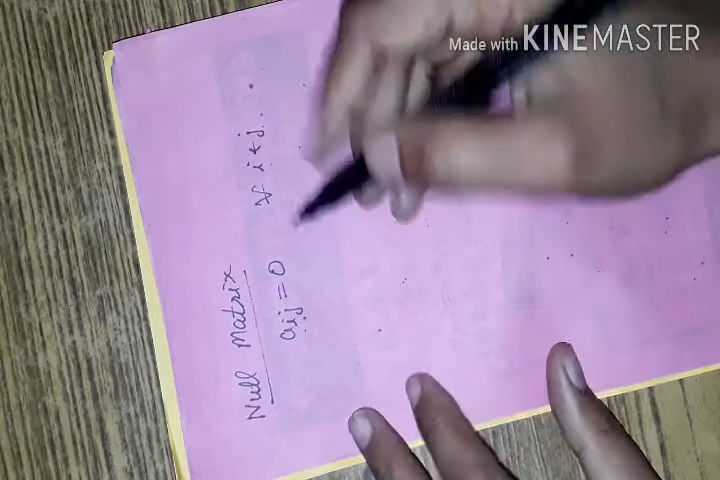 Made with KINEMASTER
Null Matrix
aij = 0 ∀ i & j.